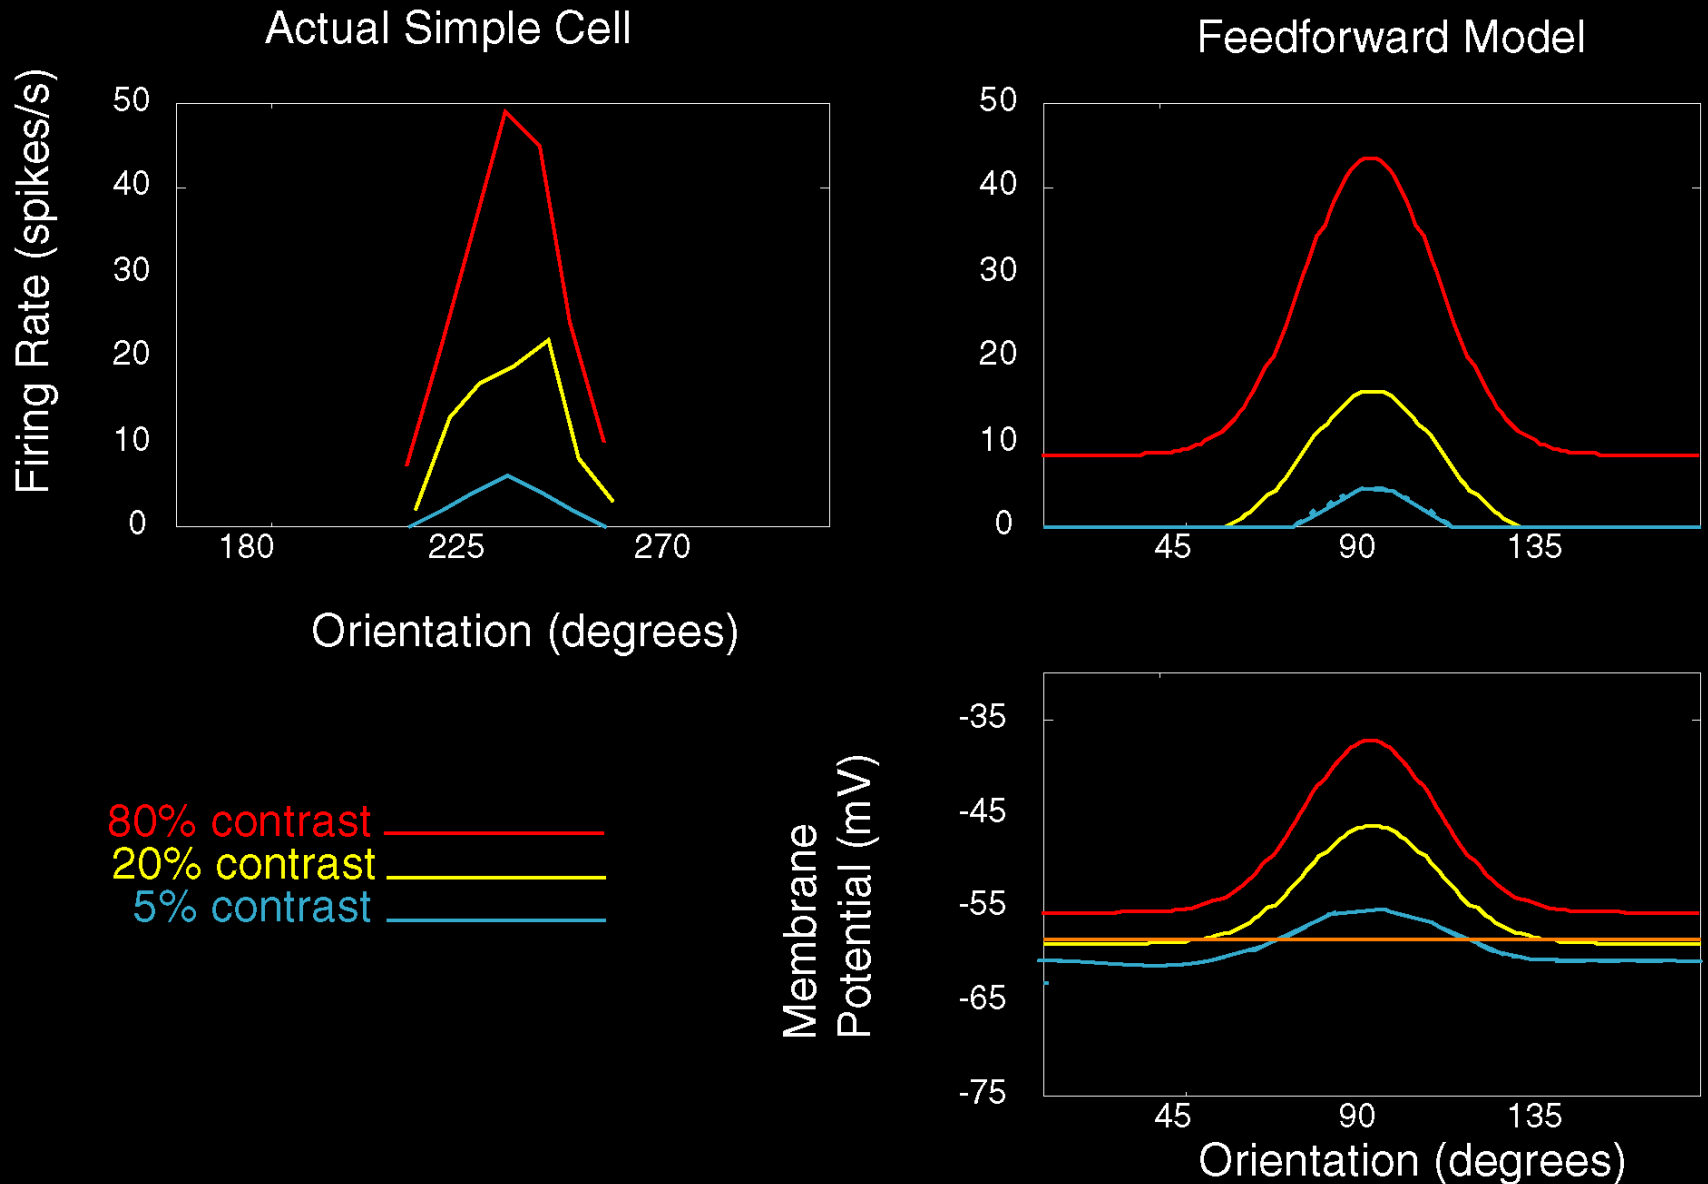 Actual Simple Cell
Firing Rate (spikes/s)
50
40
30
20
10
0
180 225 270
Orientation (degrees)
Feedforward Model
50
40
30
20
10
0
45 90 135
80% contrast
20% contrast
5% contrast
Membrane
Potential (mV)
-35
-45
-55
-65
-75
45 90 135
Orientation (degrees)